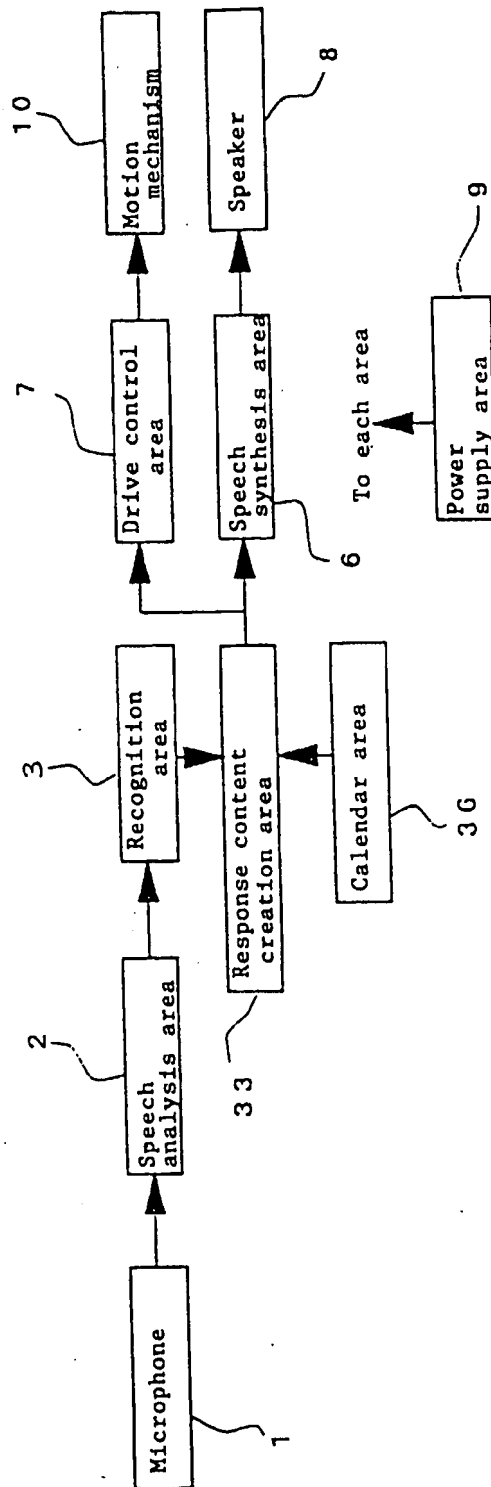 Microphone
1
2
Speech
analysis area
3
Recognition
area
Response content
creation area
33
Calendar area
36
7
Drive control
area
10
Motion
mechanism
Speech
synthesis area
6
Speaker
8
To each area
Power
supply area
9